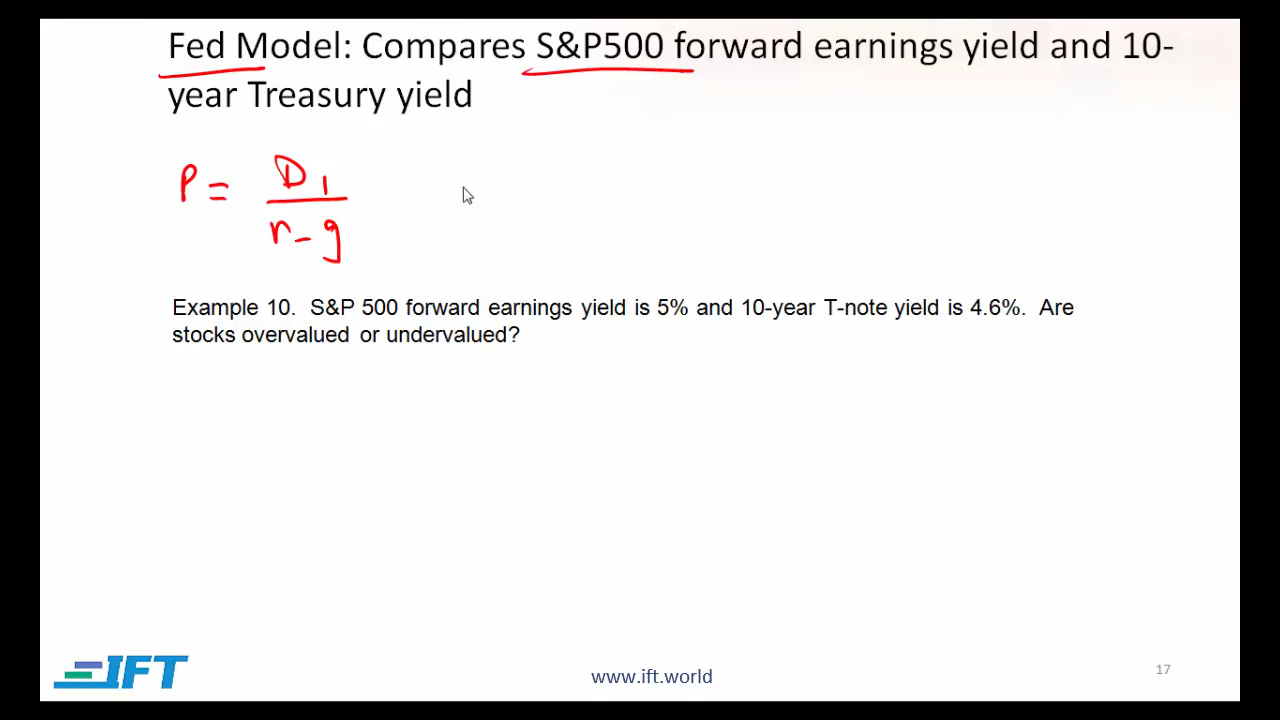 Fed Model: Compares S&P500 forward earnings yield and 10-
year Treasury yield
P = D1
r - g
Example 10. S&P 500 forward earnings yield is 5% and 10-year T-note yield is 4.6%. Are
stocks overvalued or undervalued?
IFT
www.ift.world
17